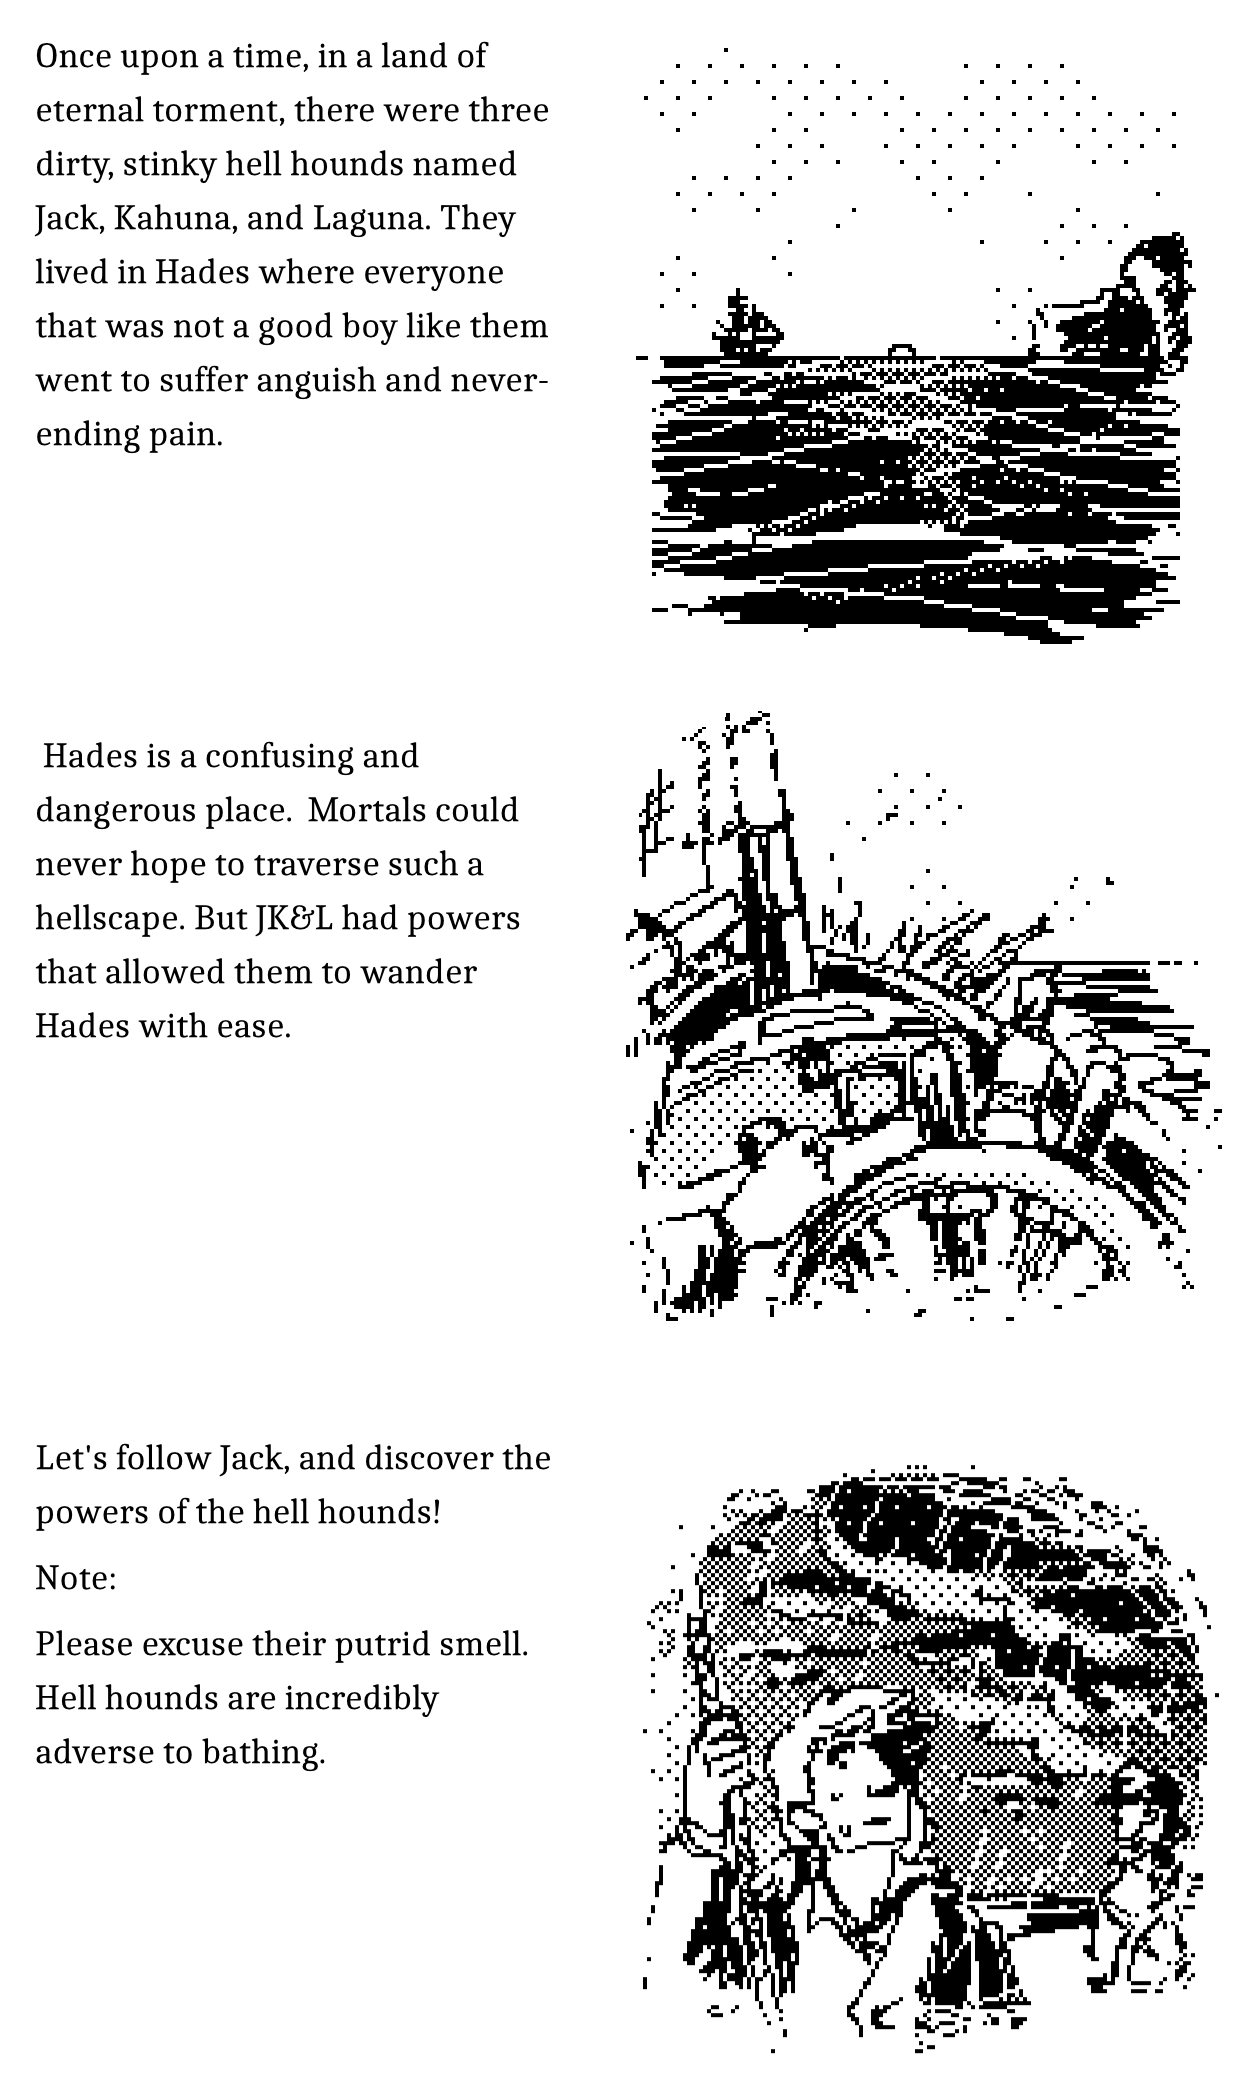 Once upon a time, in a land of
eternal torment, there were three
dirty, stinky hell hounds named
Jack, Kahuna, and Laguna. They
lived in Hades where everyone
that was not a good boy like them
went to suffer anguish and never-
ending pain.
Hades is a confusing and
dangerous place.  Mortals could
never hope to traverse such a
hellscape. But JK&L had powers
that allowed them to wander
Hades with ease.
Let's follow Jack, and discover the
powers of the hell hounds!
Note:
Please excuse their putrid smell.
Hell hounds are incredibly
adverse to bathing.